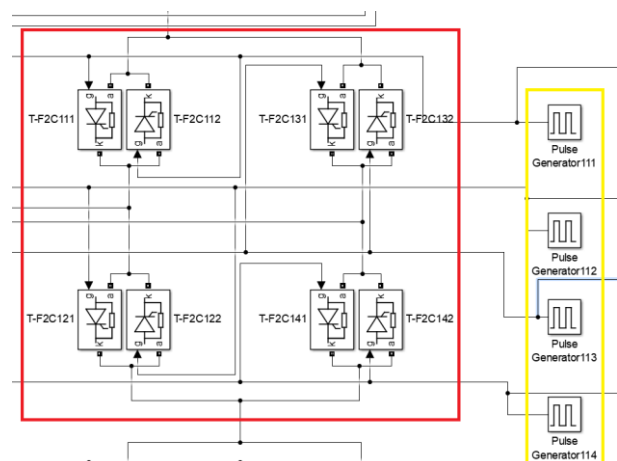 g a k
T-F2C111
k g a
T-F2C112
g a k
T-F2C131
k g a
T-F2C132
Pulse
Generator111
Pulse
Generator112
g a k
T-F2C121
k g a
T-F2C122
g a k
T-F2C141
k g a
T-F2C142
Pulse
Generator113
Pulse
Generator114